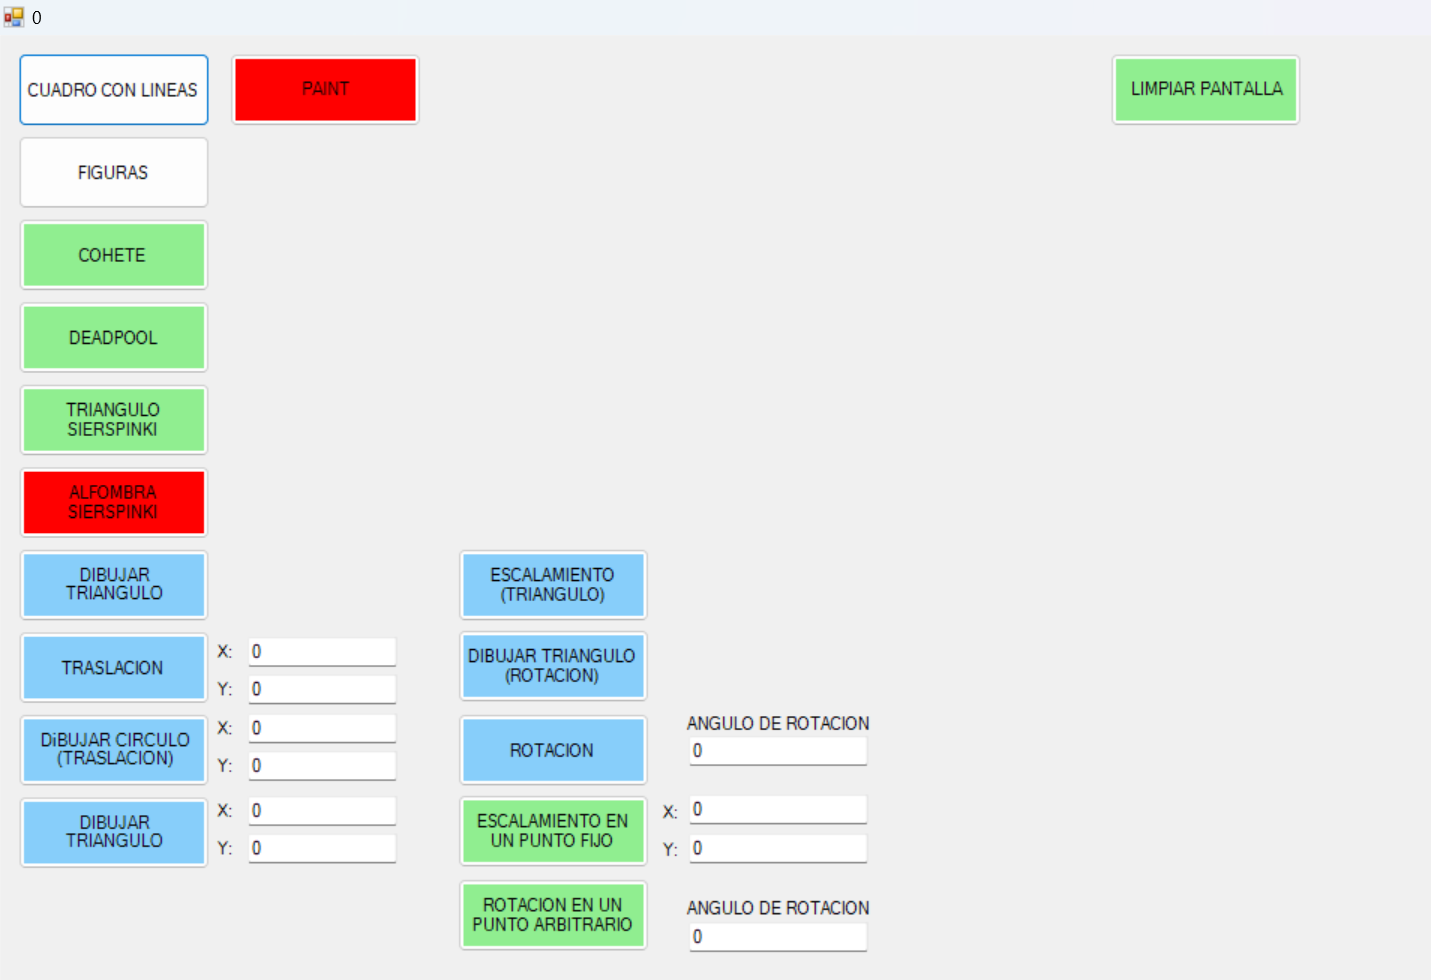 0
CUADRO CON LINEAS
PAINT
LIMPIAR PANTALLA
FIGURAS
COHETE
DEADPOOL
TRIANGULO
SIERSPINKI
ALFOMBRA
SIERSPINKI
DIBUJAR
TRIANGULO
ESCALAMIENTO
(TRIANGULO)
TRASLACION
X: 0
Y: 0
DIBUJAR TRIANGULO
(ROTACION)
DiBUJAR CIRCULO
(TRASLACION)
X: 0
Y: 0
ROTACION
ANGULO DE ROTACION
0
DIBUJAR
TRIANGULO
X: 0
Y: 0
ESCALAMIENTO EN
UN PUNTO FIJO
X: 0
Y: 0
ROTACION EN UN
PUNTO ARBITRARIO
ANGULO DE ROTACION
0